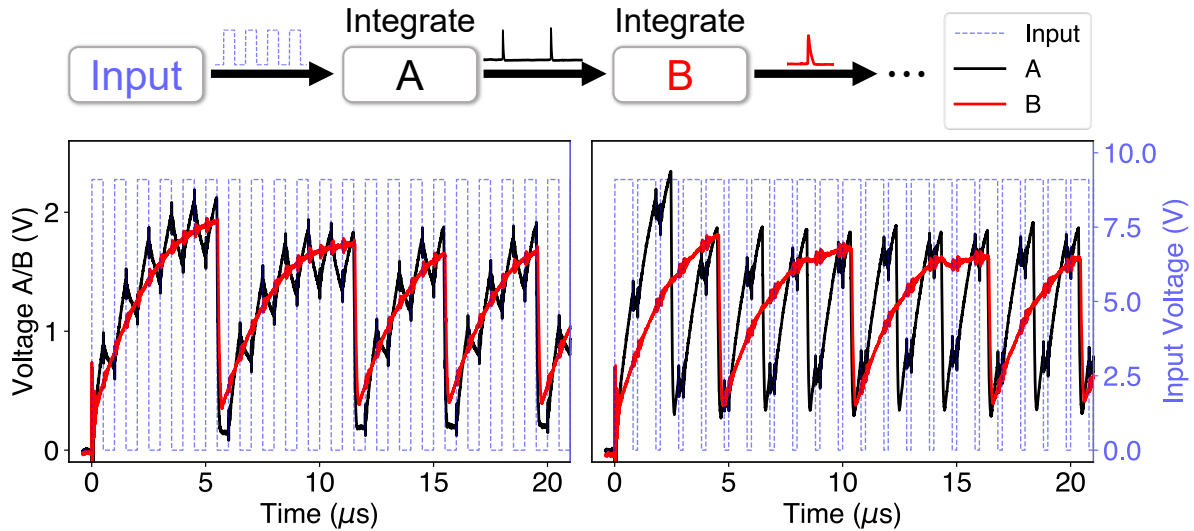 Integrate
Integrate
Input
A
B
...
Input
A
B
Voltage A/B (V)
2
1
0
0
5
10
15
20
Time (μs)
0
5
10
15
20
Time (μs)
10.0
7.5
5.0
2.5
0.0
Input Voltage (V)